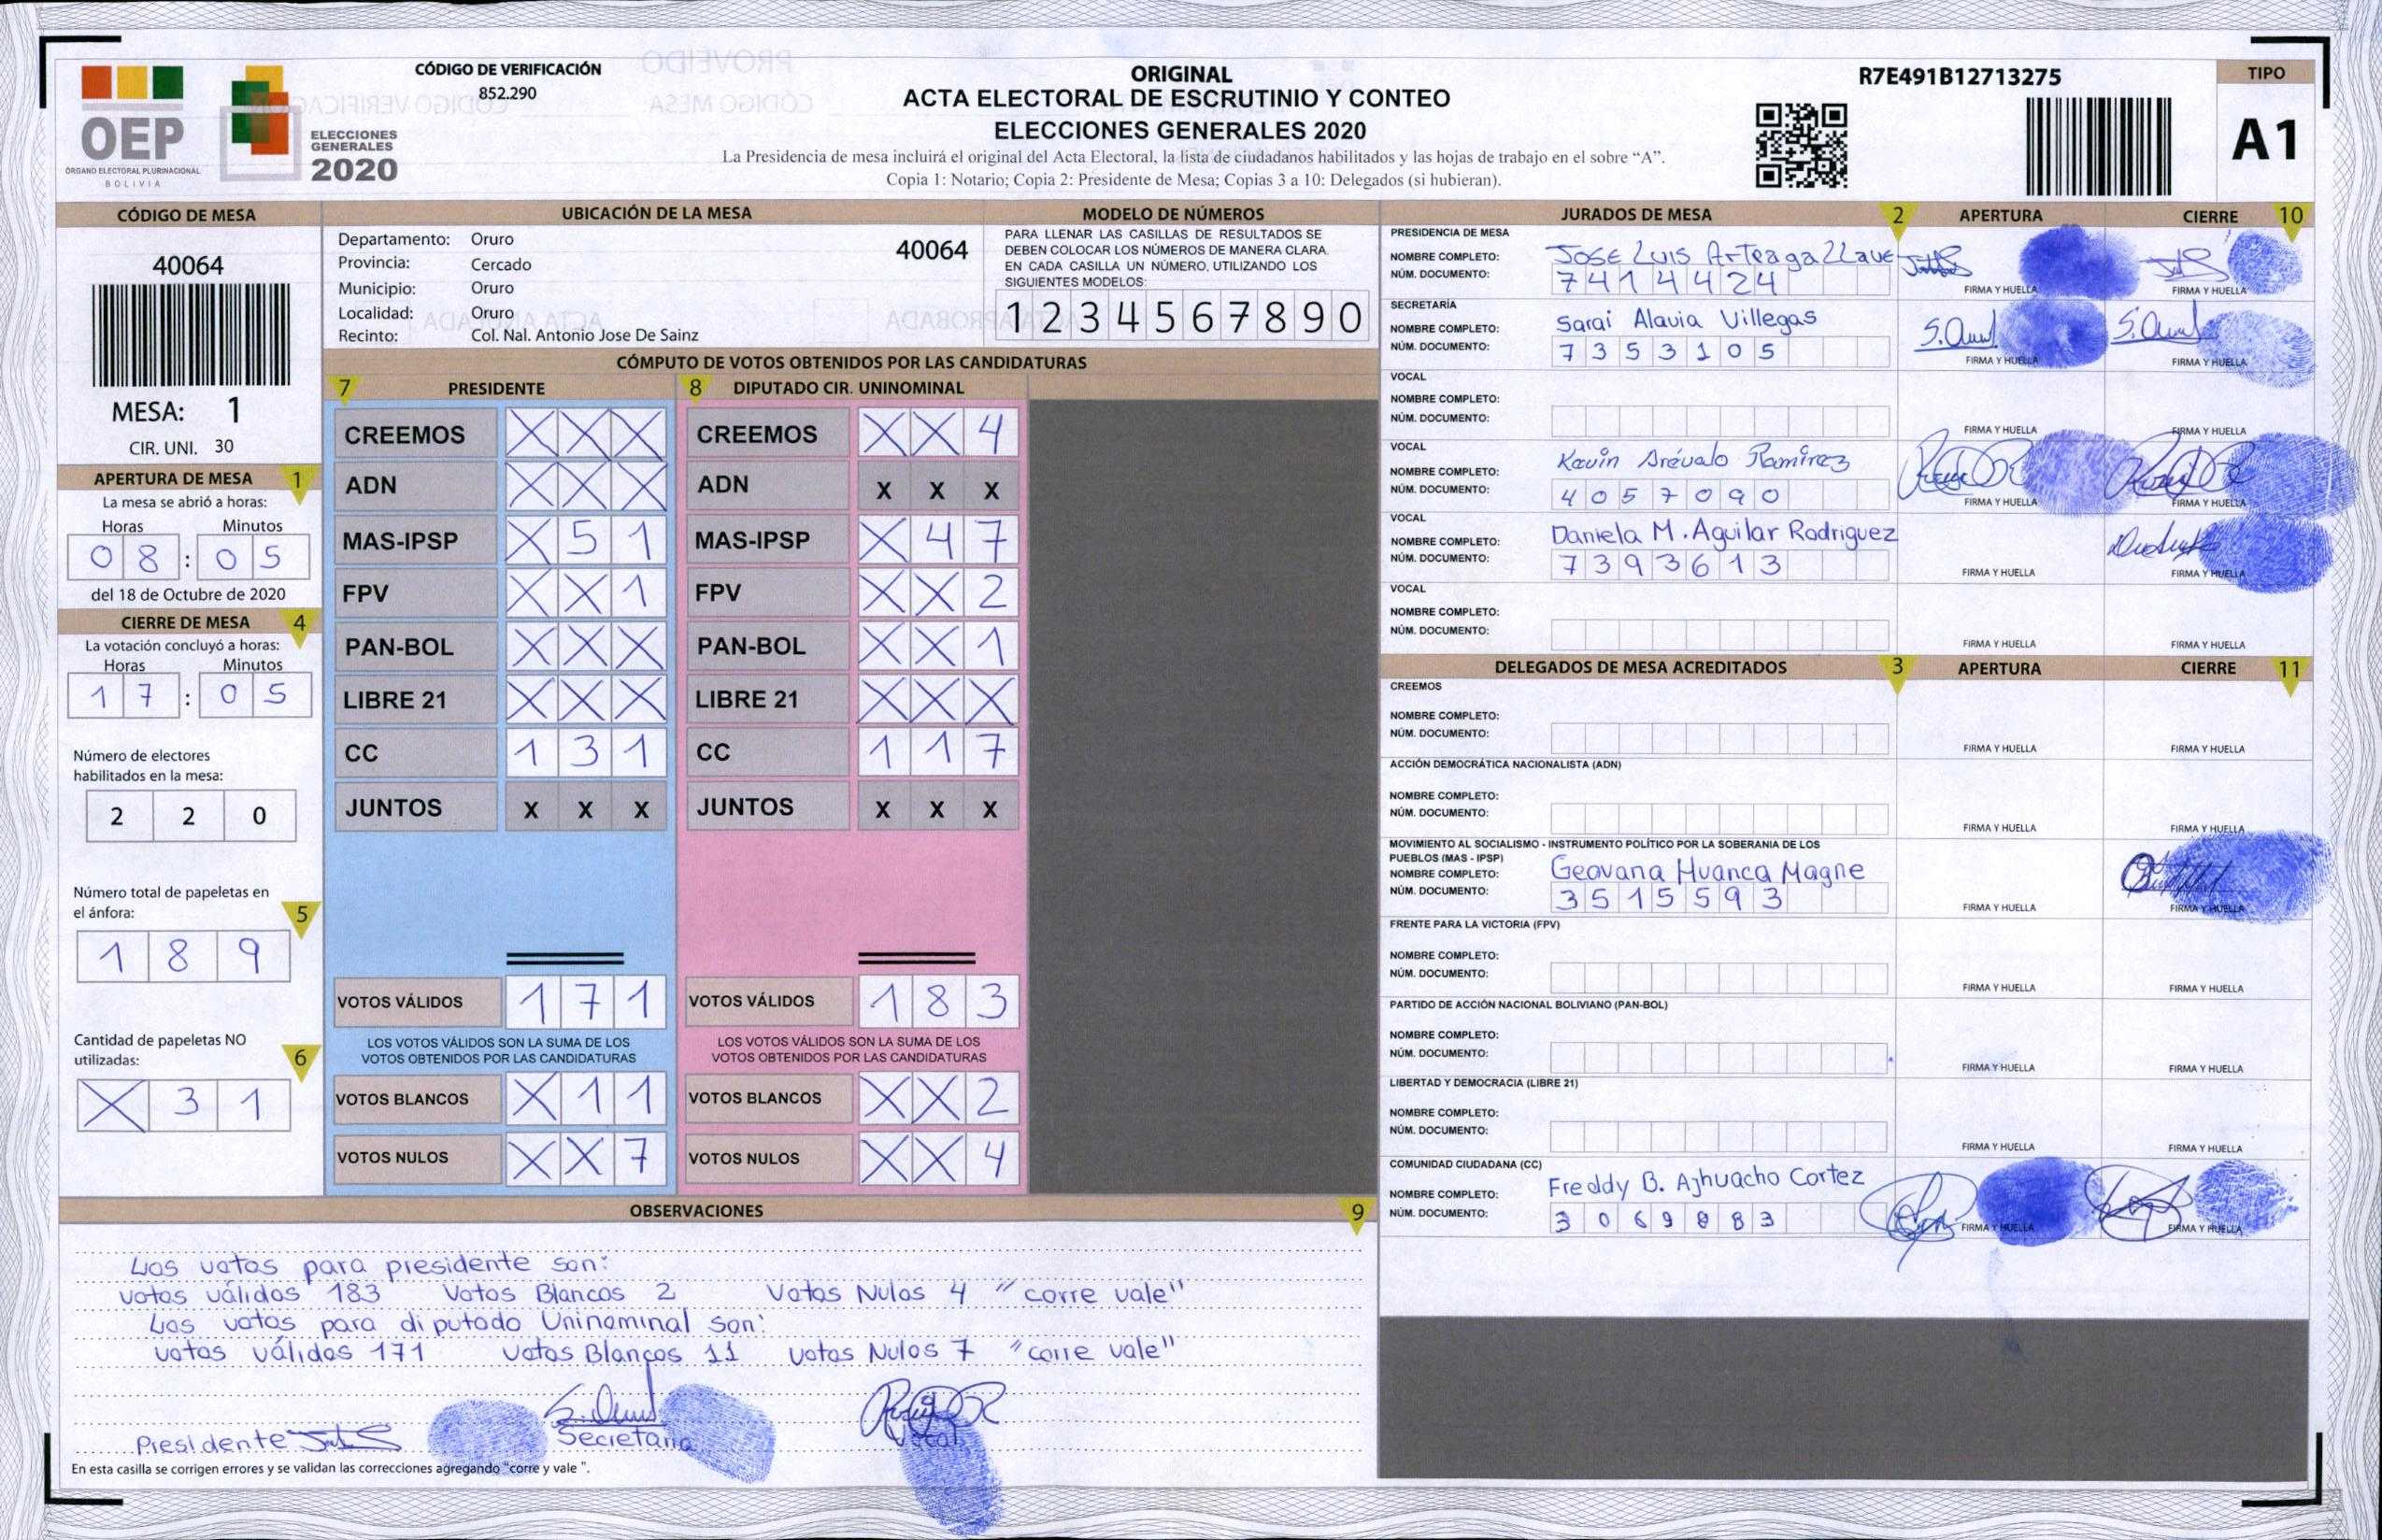 CÓDIGO DE VERIFICACIÓN
852.290
OEP
ÓRGANO ELECTORAL PLURINACIONAL
BOLIVIA
ELECCIONES
GENERALES
2020
ORIGINAL
ACTA ELECTORAL DE ESCRUTINIO Y CONTEO
ELECCIONES GENERALES 2020
La Presidencia de mesa incluirá el original del Acta Electoral, la lista de ciudadanos habilitados y las hojas de trabajo en el sobre “A”.
Copia 1: Notario; Copia 2: Presidente de Mesa; Copias 3 a 10: Delegados (si hubieran).
R7E491B12713275
TIPO
A1
CÓDIGO DE MESA
40064
MESA: 1
CIR. UNI. 30
APERTURA DE MESA 1
La mesa se abrió a horas:
Horas Minutos
08 : 05
del 18 de Octubre de 2020
CIERRE DE MESA 4
La votación concluyó a horas:
Horas Minutos
17 : 05
Número de electores
habilitados en la mesa:
2 2 0
Número total de papeletas en
el ánfora: 5
1 8 9
Cantidad de papeletas NO
utilizadas: 6
X 3 1
UBICACIÓN DE LA MESA
Departamento: Oruro 40064
Provincia: Cercado
Municipio: Oruro
Localidad: Oruro
Recinto: Col. Nal. Antonio Jose De Sainz
MODELO DE NÚMEROS
PARA LLENAR LAS CASILLAS DE RESULTADOS SE
DEBEN COLOCAR LOS NÚMEROS DE MANERA CLARA.
EN CADA CASILLA UN NÚMERO, UTILIZANDO LOS
SIGUIENTES MODELOS:
1 2 3 4 5 6 7 8 9 0
CÓMPUTO DE VOTOS OBTENIDOS POR LAS CANDIDATURAS
7 PRESIDENTE 8 DIPUTADO CIR. UNINOMINAL
CREEMOS X X X CREEMOS X X 4
ADN X X X ADN X X X
MAS-IPSP X 5 1 MAS-IPSP X 4 7
FPV X X 1 FPV X X 2
PAN-BOL X X X PAN-BOL X X 1
LIBRE 21 X X X LIBRE 21 X X X
CC 1 3 1 CC 1 1 7
JUNTOS X X X JUNTOS X X X
VOTOS VÁLIDOS 1 7 1 VOTOS VÁLIDOS 1 8 3
LOS VOTOS VÁLIDOS SON LA SUMA DE LOS LOS VOTOS VÁLIDOS SON LA SUMA DE LOS
VOTOS OBTENIDOS POR LAS CANDIDATURAS VOTOS OBTENIDOS POR LAS CANDIDATURAS
VOTOS BLANCOS X 1 1 VOTOS BLANCOS X X 2
VOTOS NULOS X X 7 VOTOS NULOS X X 4
OBSERVACIONES 9
Los votos para presidente son:
votos válidos 183 Votos Blancos 2 Votos Nulos 4 "corre vale"
Los votos para diputado Uninominal son:
votos válidos 171 Votos Blancos 11 votos Nulos 7 "corre vale"
Presidente Secretaria Vocal
En esta casilla se corrigen errores y se validan las correcciones agregando "corre y vale ".
JURADOS DE MESA 2 APERTURA CIERRE 10
PRESIDENCIA DE MESA
NOMBRE COMPLETO: JOSE LUIS Arteaga LLave
NÚM. DOCUMENTO: 7414424
FIRMA Y HUELLA FIRMA Y HUELLA
SECRETARÍA
NOMBRE COMPLETO: Sarai Alavia Villegas
NÚM. DOCUMENTO: 7353105
FIRMA Y HUELLA FIRMA Y HUELLA
VOCAL
NOMBRE COMPLETO:
NÚM. DOCUMENTO:
FIRMA Y HUELLA FIRMA Y HUELLA
VOCAL
NOMBRE COMPLETO: Kevin Arévalo Ramírez
NÚM. DOCUMENTO: 4057090
FIRMA Y HUELLA FIRMA Y HUELLA
VOCAL
NOMBRE COMPLETO: Daniela M. Aguilar Rodriguez
NÚM. DOCUMENTO: 7393613
FIRMA Y HUELLA FIRMA Y HUELLA
VOCAL
NOMBRE COMPLETO:
NÚM. DOCUMENTO:
FIRMA Y HUELLA FIRMA Y HUELLA
DELEGADOS DE MESA ACREDITADOS 3 APERTURA CIERRE 11
CREEMOS
NOMBRE COMPLETO:
NÚM. DOCUMENTO:
FIRMA Y HUELLA FIRMA Y HUELLA
ACCIÓN DEMOCRÁTICA NACIONALISTA (ADN)
NOMBRE COMPLETO:
NÚM. DOCUMENTO:
FIRMA Y HUELLA FIRMA Y HUELLA
MOVIMIENTO AL SOCIALISMO - INSTRUMENTO POLÍTICO POR LA SOBERANIA DE LOS
PUEBLOS (MAS - IPSP)
NOMBRE COMPLETO: Geovana Huanca Magne
NÚM. DOCUMENTO: 3515593
FIRMA Y HUELLA FIRMA Y HUELLA
FRENTE PARA LA VICTORIA (FPV)
NOMBRE COMPLETO:
NÚM. DOCUMENTO:
FIRMA Y HUELLA FIRMA Y HUELLA
PARTIDO DE ACCIÓN NACIONAL BOLIVIANO (PAN-BOL)
NOMBRE COMPLETO:
NÚM. DOCUMENTO:
FIRMA Y HUELLA FIRMA Y HUELLA
LIBERTAD Y DEMOCRACIA (LIBRE 21)
NOMBRE COMPLETO:
NÚM. DOCUMENTO:
FIRMA Y HUELLA FIRMA Y HUELLA
COMUNIDAD CIUDADANA (CC)
NOMBRE COMPLETO: Freddy B. Ajhuacho Cortez
NÚM. DOCUMENTO: 3069883
FIRMA Y HUELLA FIRMA Y HUELLA